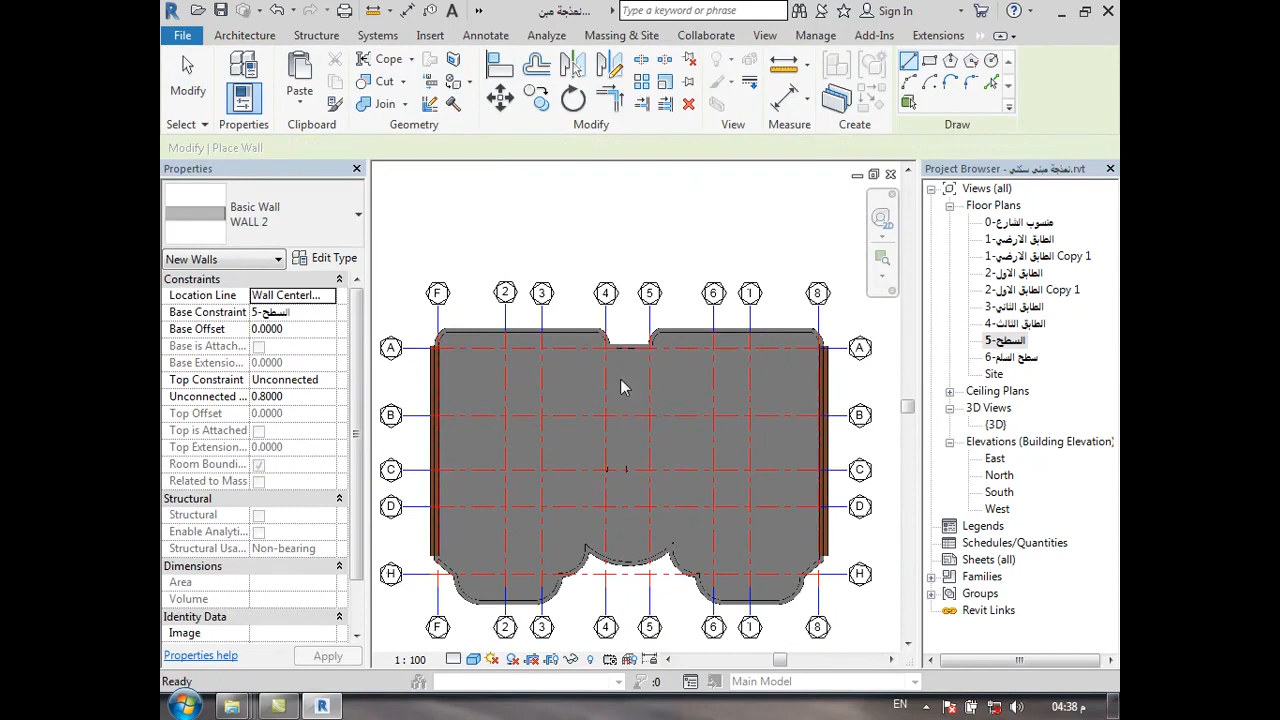 نمذجة مبن...
Type a keyword or phrase
Sign In
File Architecture Structure Systems Insert Annotate Analyze Massing & Site Collaborate View Manage Add-Ins Extensions
Modify
Paste
Cope
Cut
Join
Select Properties Clipboard Geometry Modify View Measure Create Draw
Modify | Place Wall
Properties
Basic Wall
WALL 2
New Walls
Edit Type
Constraints
Location Line Wall Centerl...
Base Constraint السطح-5
Base Offset 0.0000
Base is Attach...
Base Extensio... 0.0000
Top Constraint Unconnected
Unconnected ... 0.8000
Top Offset 0.0000
Top is Attached
Top Extension... 0.0000
Room Boundi...
Related to Mass
Structural
Structural
Enable Analyti...
Structural Usa... Non-bearing
Dimensions
Area
Volume
Identity Data
Image
Properties help
Apply
2D
F 2 3 4 5 6 1 8
A A
B B
C C
D D
H H
F 2 3 4 5 6 1 8
1 : 100
Project Browser - نمذجة مبنى سكني.rvt
Views (all)
Floor Plans
منسوب الشارع-0
الطابق الارضي-1
الطابق الارضي-1 Copy 1
الطابق الاول-2
الطابق الاول-2 Copy 1
الطابق الثاني-3
الطابق الثالث-4
السطح-5
سطح السلم-6
Site
Ceiling Plans
3D Views
{3D}
Elevations (Building Elevation)
East
North
South
West
Legends
Schedules/Quantities
Sheets (all)
Families
Groups
Revit Links
Ready
:0
Main Model
EN
04:38 م